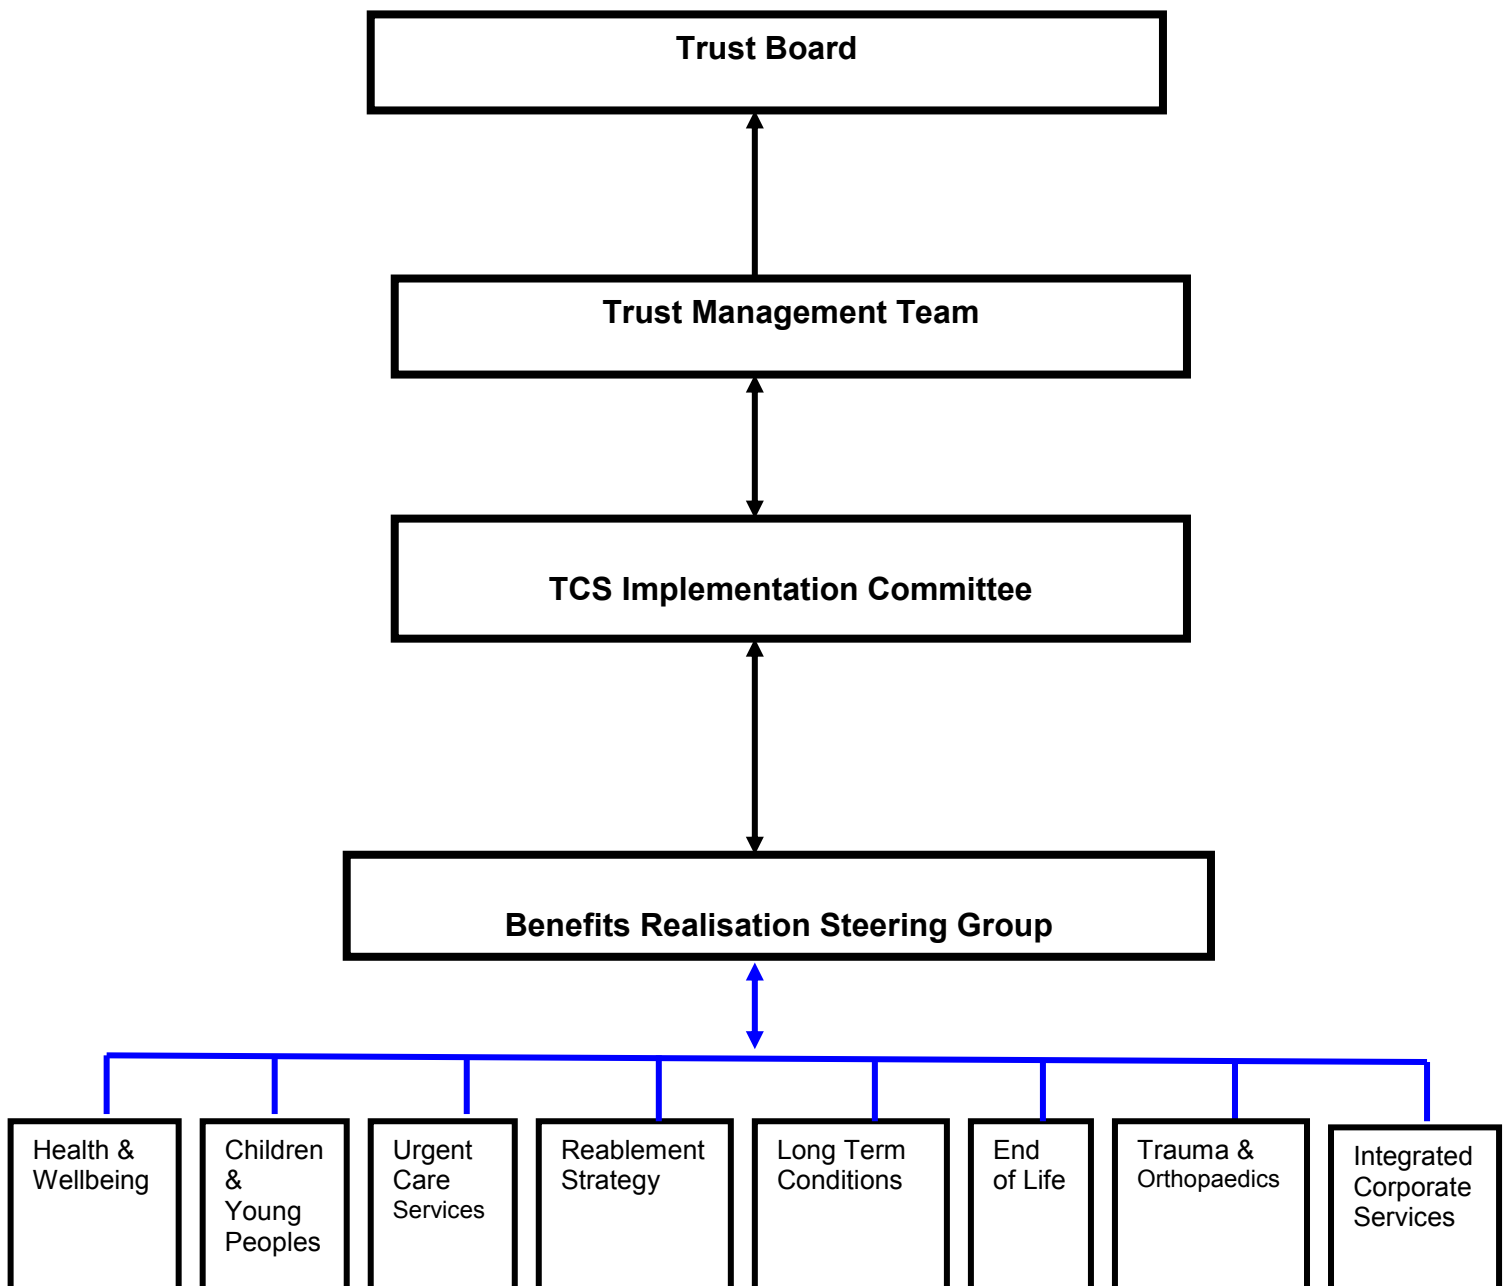 Trust Board
Trust Management Team
TCS Implementation Committee
Benefits Realisation Steering Group
Health &
Wellbeing
Children
&
Young
Peoples
Urgent
Care
Services
Reablement
Strategy
Long Term
Conditions
End
of Life
Trauma &
Orthopaedics
Integrated
Corporate
Services